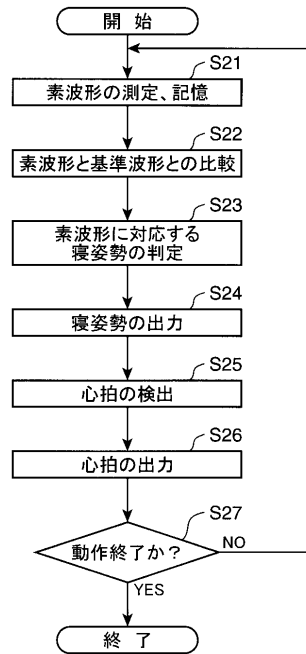 開 始
S21
素波形の測定、記憶
S22
素波形と基準波形との比較
S23
素波形に対応する
寝姿勢の判定
S24
寝姿勢の出力
S25
心拍の検出
S26
心拍の出力
S27
動作終了か？
NO
YES
終 了